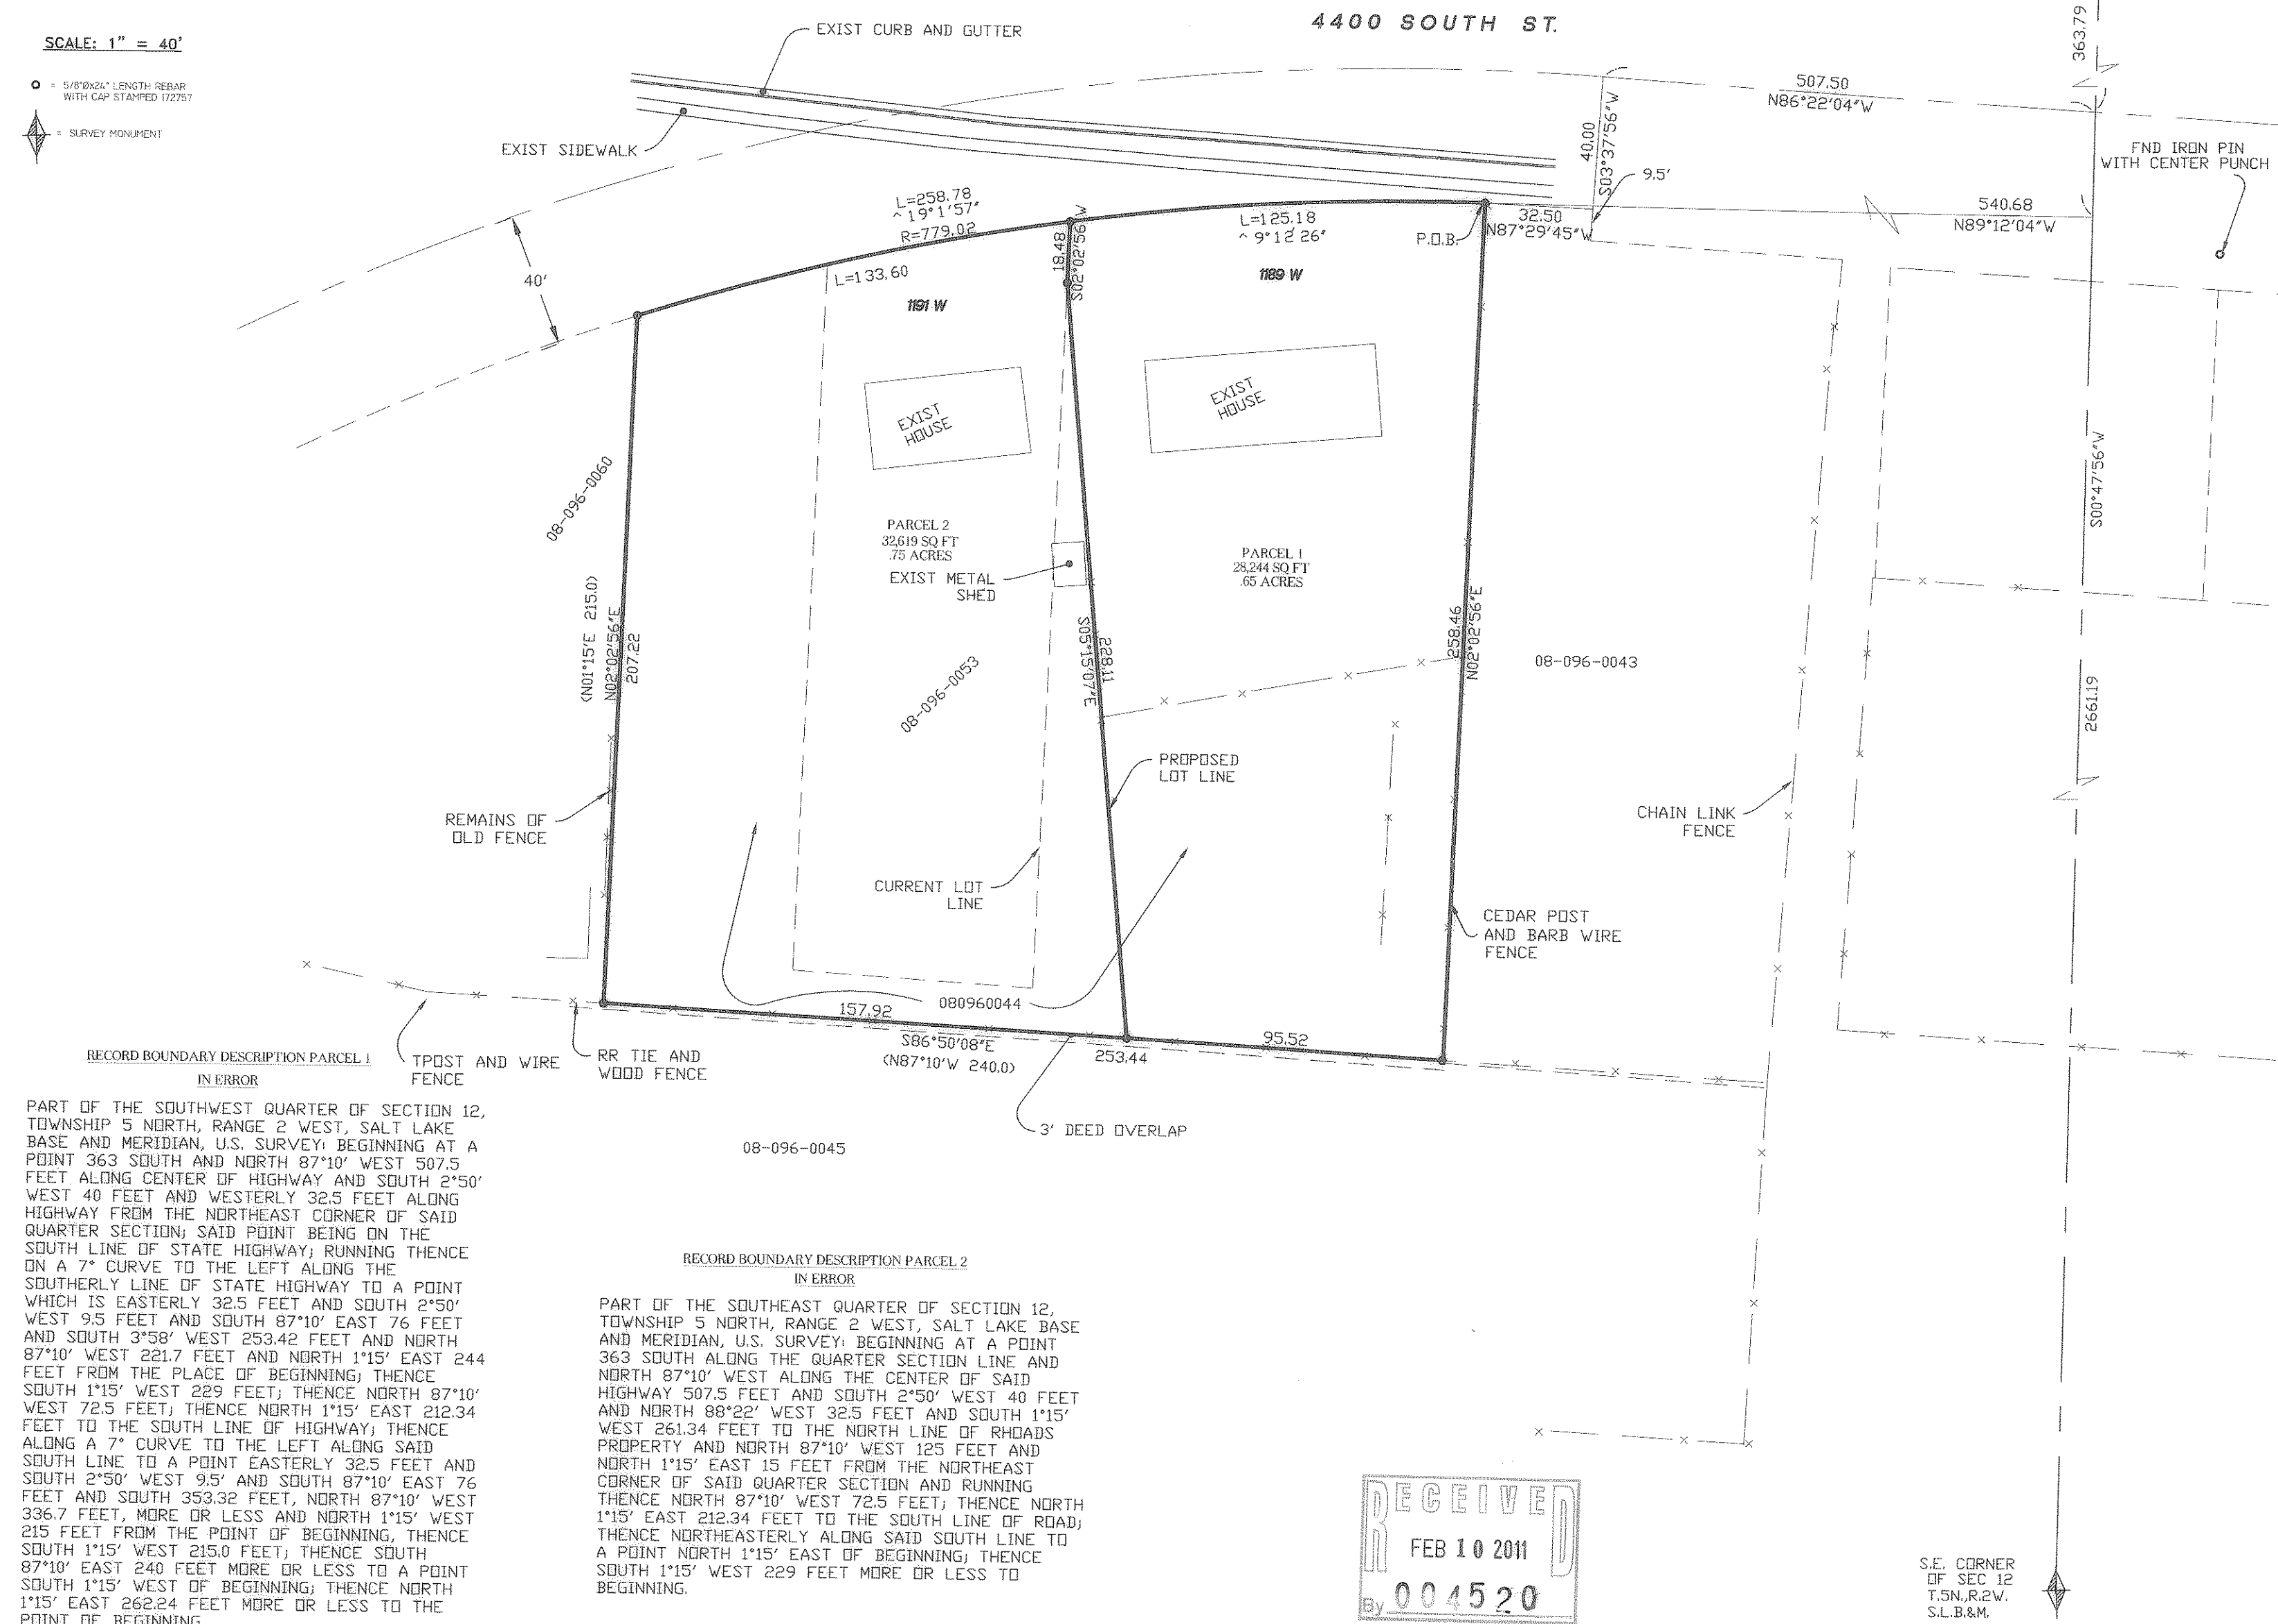 4400 SOUTH ST.
SCALE: 1" = 40'
= 5/8"Øx24" LENGTH REBAR
WITH CAP STAMPED 172757
= SURVEY MONUMENT
EXIST CURB AND GUTTER
EXIST SIDEWALK
363.79
507.50
N86°22'04"W
40.00
S03°37'56"W
9.5'
FND IRON PIN
WITH CENTER PUNCH
540.68
N89°12'04"W
32.50
N87°29'45"W
P.O.B.
L=258.78
^ 19°1'57"
R=779.02
L=125.18
^ 9°12'26"
18.48
S02°02'56"W
L=133.60
40'
1191 W
1189 W
EXIST
HOUSE
EXIST
HOUSE
08-096-0060
PARCEL 2
32,619 SQ FT
.75 ACRES
EXIST METAL
SHED
PARCEL 1
28,244 SQ FT
.65 ACRES
(N01°15'E 215.0)
N02°02'56"E
207.22
08-096-0053
S05°15'07"E
228.11
258.46
N02°02'56"E
08-096-0043
S00°47'56"W
2661.19
PROPOSED
LOT LINE
REMAINS OF
OLD FENCE
CURRENT LOT
LINE
CHAIN LINK
FENCE
CEDAR POST
AND BARB WIRE
FENCE
080960044
157.92
S86°50'08"E
(N87°10'W 240.0)
253.44
95.52
TPOST AND WIRE
FENCE
RR TIE AND
WOOD FENCE
3' DEED OVERLAP
08-096-0045
RECORD BOUNDARY DESCRIPTION PARCEL 1
IN ERROR
PART OF THE SOUTHWEST QUARTER OF SECTION 12,
TOWNSHIP 5 NORTH, RANGE 2 WEST, SALT LAKE
BASE AND MERIDIAN, U.S. SURVEY: BEGINNING AT A
POINT 363 SOUTH AND NORTH 87°10' WEST 507.5
FEET ALONG CENTER OF HIGHWAY AND SOUTH 2°50'
WEST 40 FEET AND WESTERLY 32.5 FEET ALONG
HIGHWAY FROM THE NORTHEAST CORNER OF SAID
QUARTER SECTION; SAID POINT BEING ON THE
SOUTH LINE OF STATE HIGHWAY; RUNNING THENCE
ON A 7° CURVE TO THE LEFT ALONG THE
SOUTHERLY LINE OF STATE HIGHWAY TO A POINT
WHICH IS EASTERLY 32.5 FEET AND SOUTH 2°50'
WEST 9.5 FEET AND SOUTH 87°10' EAST 76 FEET
AND SOUTH 3°58' WEST 253.42 FEET AND NORTH
87°10' WEST 221.7 FEET AND NORTH 1°15' EAST 244
FEET FROM THE PLACE OF BEGINNING; THENCE
SOUTH 1°15' WEST 229 FEET; THENCE NORTH 87°10'
WEST 72.5 FEET; THENCE NORTH 1°15' EAST 212.34
FEET TO THE SOUTH LINE OF HIGHWAY; THENCE
ALONG A 7° CURVE TO THE LEFT ALONG SAID
SOUTH LINE TO A POINT EASTERLY 32.5 FEET AND
SOUTH 2°50' WEST 9.5' AND SOUTH 87°10' EAST 76
FEET AND SOUTH 353.32 FEET, NORTH 87°10' WEST
336.7 FEET, MORE OR LESS AND NORTH 1°15' WEST
215 FEET FROM THE POINT OF BEGINNING, THENCE
SOUTH 1°15' WEST 215.0 FEET; THENCE SOUTH
87°10' EAST 240 FEET MORE OR LESS TO A POINT
SOUTH 1°15' WEST OF BEGINNING; THENCE NORTH
1°15' EAST 262.24 FEET MORE OR LESS TO THE
POINT OF BEGINNING
RECORD BOUNDARY DESCRIPTION PARCEL 2
IN ERROR
PART OF THE SOUTHEAST QUARTER OF SECTION 12,
TOWNSHIP 5 NORTH, RANGE 2 WEST, SALT LAKE BASE
AND MERIDIAN, U.S. SURVEY: BEGINNING AT A POINT
363 SOUTH ALONG THE QUARTER SECTION LINE AND
NORTH 87°10' WEST ALONG THE CENTER OF SAID
HIGHWAY 507.5 FEET AND SOUTH 2°50' WEST 40 FEET
AND NORTH 88°22' WEST 32.5 FEET AND SOUTH 1°15'
WEST 261.34 FEET TO THE NORTH LINE OF RHOADS
PROPERTY AND NORTH 87°10' WEST 125 FEET AND
NORTH 1°15' EAST 15 FEET FROM THE NORTHEAST
CORNER OF SAID QUARTER SECTION AND RUNNING
THENCE NORTH 87°10' WEST 72.5 FEET; THENCE NORTH
1°15' EAST 212.34 FEET TO THE SOUTH LINE OF ROAD;
THENCE NORTHEASTERLY ALONG SAID SOUTH LINE TO
A POINT NORTH 1°15' EAST OF BEGINNING; THENCE
SOUTH 1°15' WEST 229 FEET MORE OR LESS TO
BEGINNING.
RECEIVED
FEB 10 2011
By 004520
S.E. CORNER
OF SEC 12
T.5N.,R.2W.
S.L.B.&M.